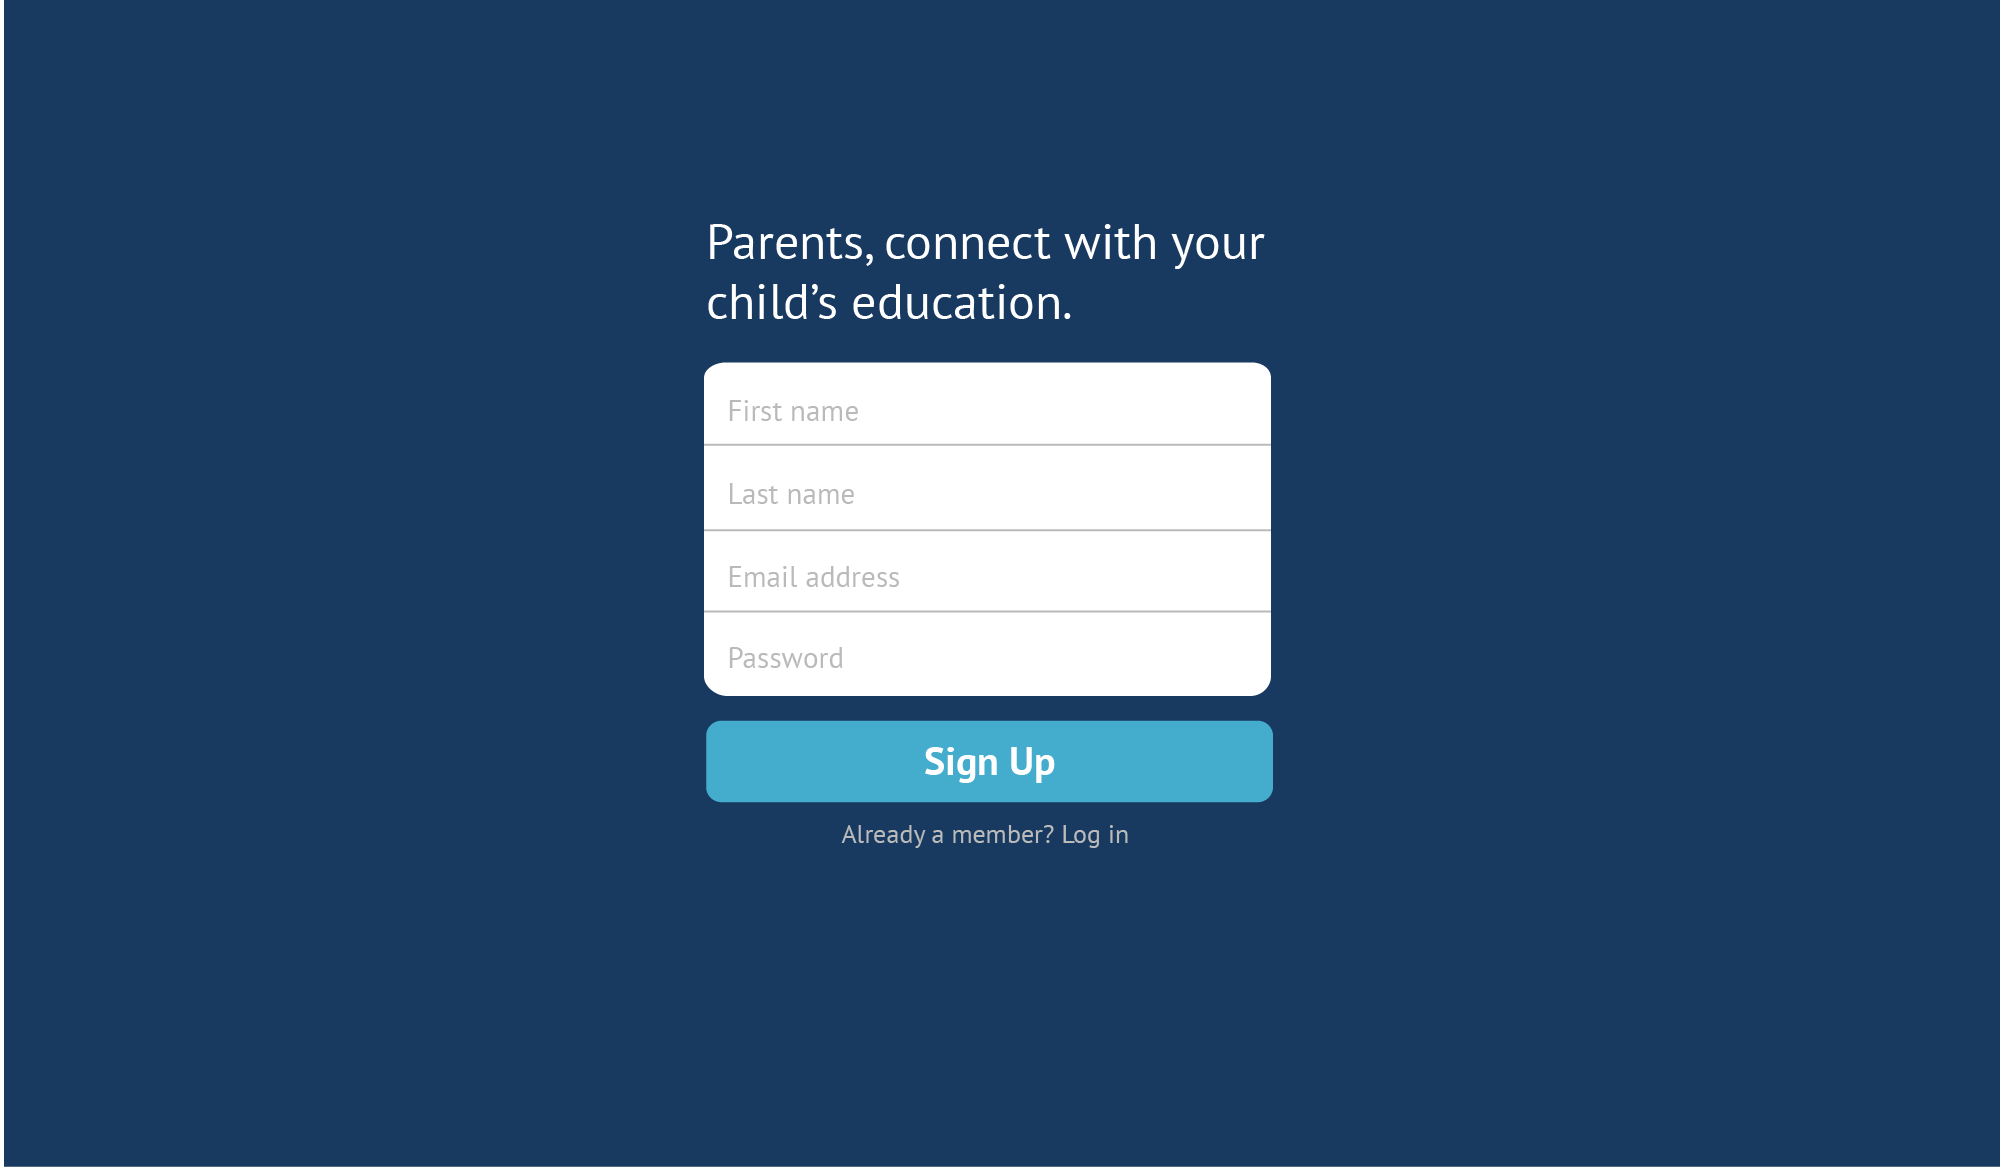 Parents, connect with your
child’s education.
First name
Last name
Email address
Password
Sign Up
Already a member? Log in